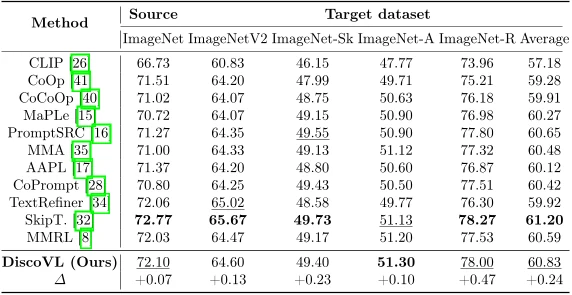 Method Source Target dataset
ImageNet ImageNetV2 ImageNet-Sk ImageNet-A ImageNet-R Average
CLIP [26] 66.73 60.83 46.15 47.77 73.96 57.18
CoOp [41] 71.51 64.20 47.99 49.71 75.21 59.28
CoCoOp [40] 71.02 64.07 48.75 50.63 76.18 59.91
MaPLe [15] 70.72 64.07 49.15 50.90 76.98 60.27
PromptSRC [16] 71.27 64.35 49.55 50.90 77.80 60.65
MMA [35] 71.00 64.33 49.13 51.12 77.32 60.48
AAPL [17] 71.37 64.20 48.80 50.60 76.87 60.12
CoPrompt [28] 70.80 64.25 49.43 50.50 77.51 60.42
TextRefiner [34] 72.06 65.02 48.58 49.77 76.30 59.92
SkipT. [32] 72.77 65.67 49.73 51.13 78.27 61.20
MMRL [8] 72.03 64.47 49.17 51.20 77.53 60.59
DiscoVL (Ours) 72.10 64.60 49.40 51.30 78.00 60.83
Δ +0.07 +0.13 +0.23 +0.10 +0.47 +0.24